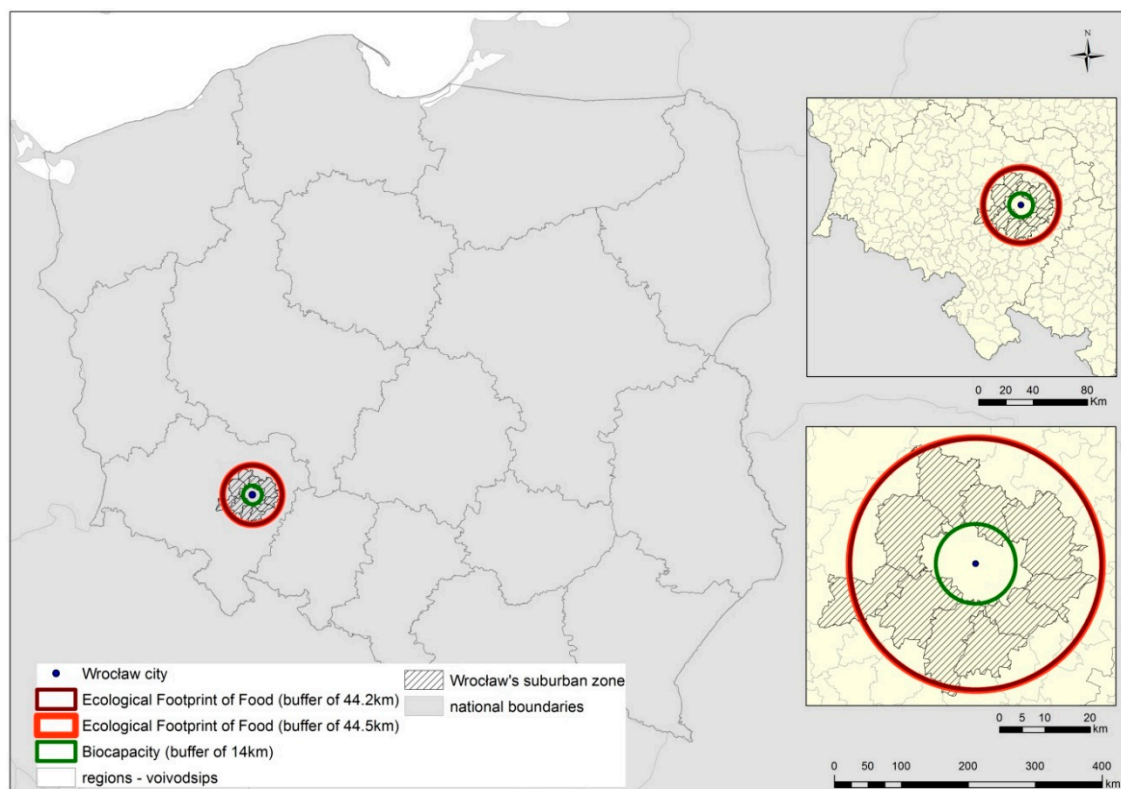 N
0 20 40 80
Km
0 5 10 20
km
0 50 100 200 300 400
km
Wrocław city
Ecological Footprint of Food (buffer of 44.2km)
Ecological Footprint of Food (buffer of 44.5km)
Biocapacity (buffer of 14km)
regions - voivodsips
Wrocław's suburban zone
national boundaries